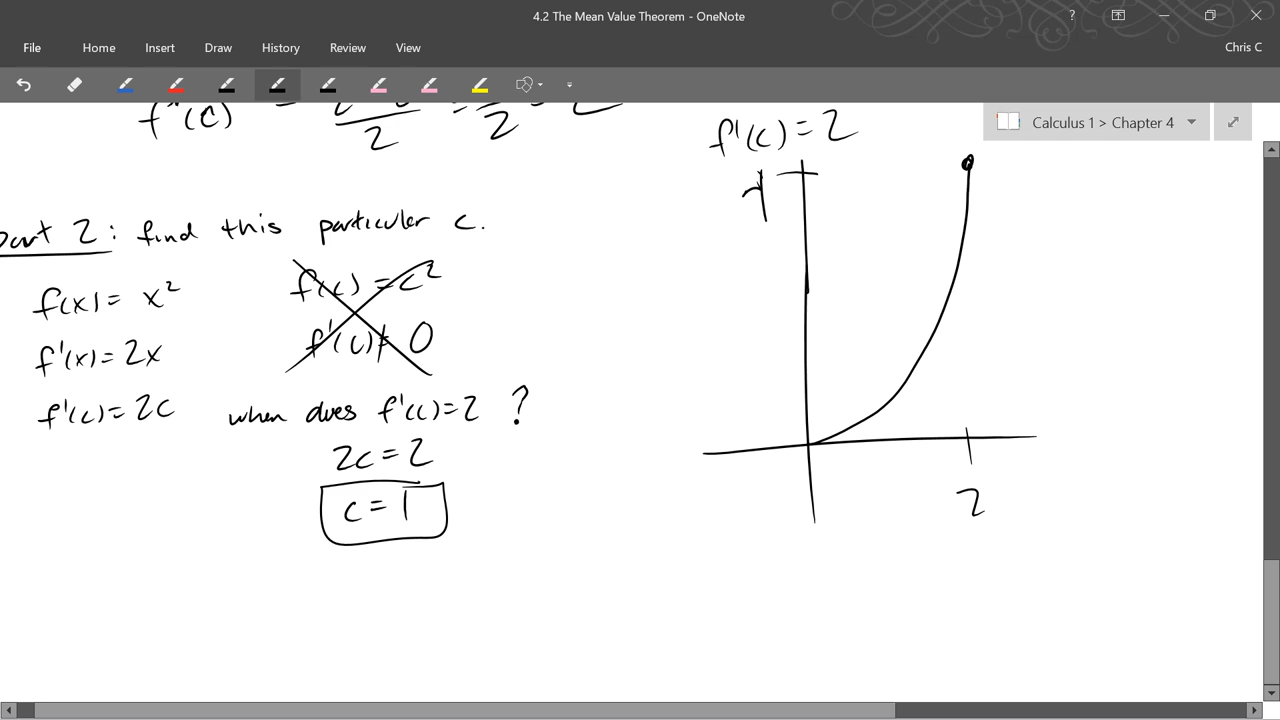 4.2 The Mean Value Theorem - OneNote
?
File Home Insert Draw History Review View
Chris C
Calculus 1 > Chapter 4
f'(c)=2
4
part 2: find this particular c.
f(x)= x²
f(c)=c²
f'(x)=2x
f'(c)= 0
f'(c)=2c when does f'(c)=2 ?
2c=2
c=1
2